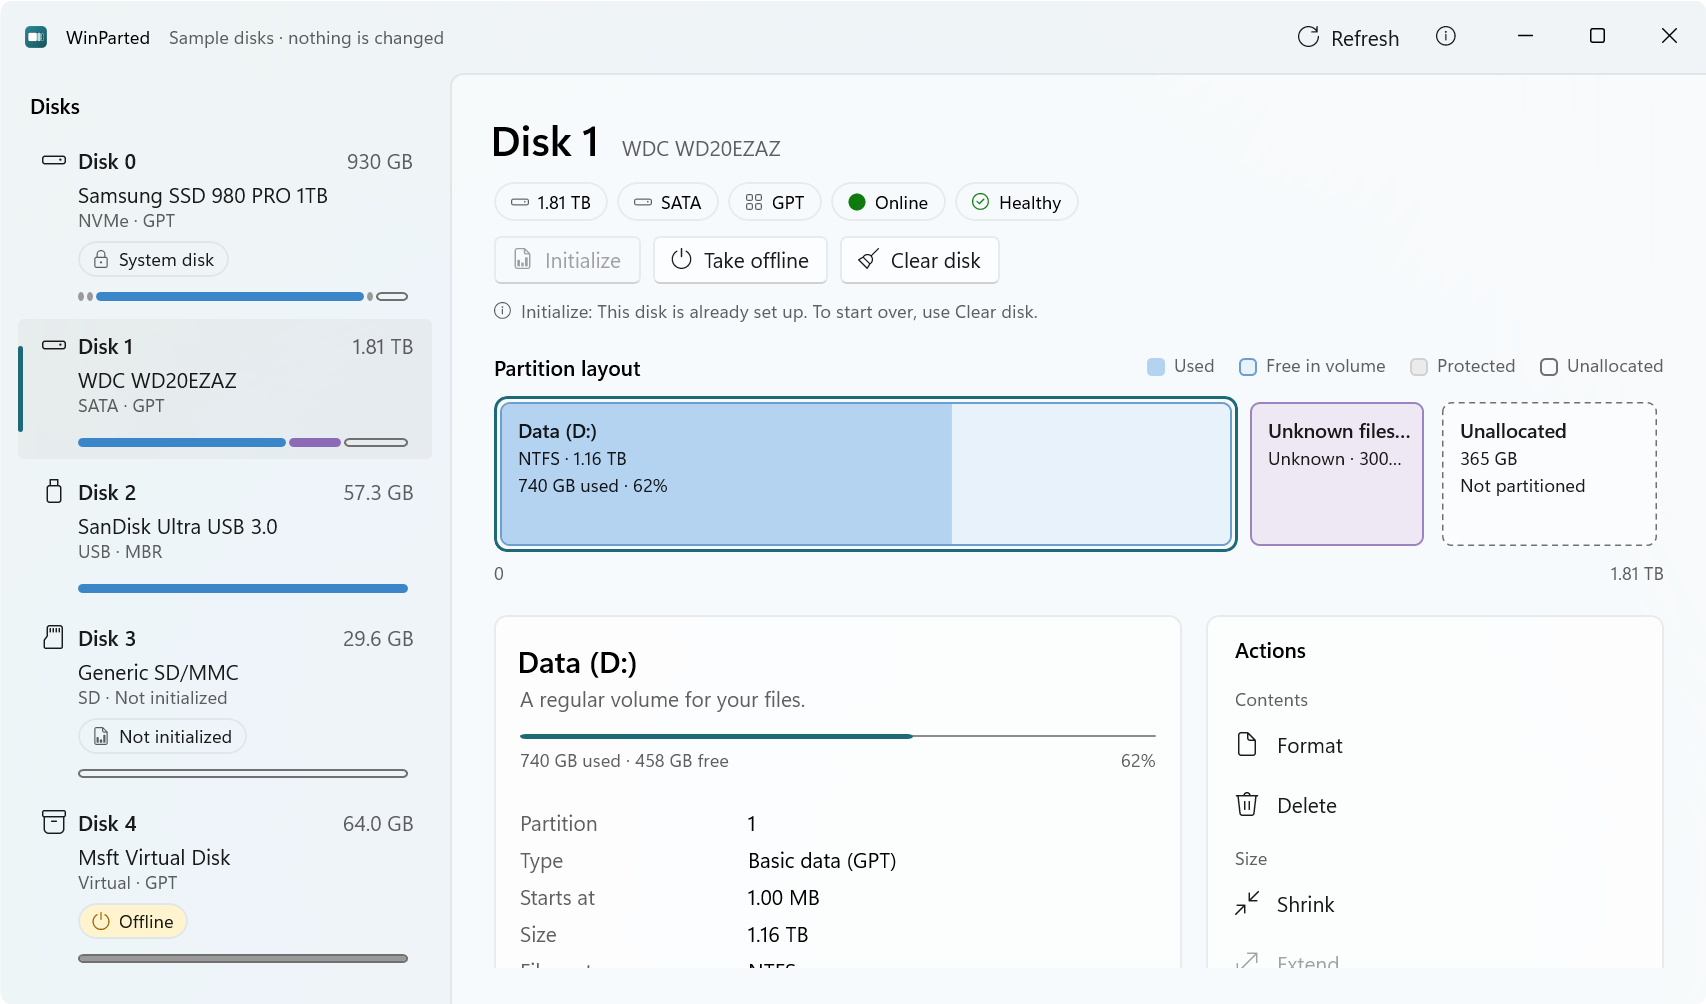 WinParted Sample disks · nothing is changed
Refresh
Disks
Disk 0 930 GB
Samsung SSD 980 PRO 1TB
NVMe · GPT
System disk
Disk 1 1.81 TB
WDC WD20EZAZ
SATA · GPT
Disk 2 57.3 GB
SanDisk Ultra USB 3.0
USB · MBR
Disk 3 29.6 GB
Generic SD/MMC
SD · Not initialized
Not initialized
Disk 4 64.0 GB
Msft Virtual Disk
Virtual · GPT
Offline
Disk 1 WDC WD20EZAZ
1.81 TB SATA GPT Online Healthy
Initialize Take offline Clear disk
Initialize: This disk is already set up. To start over, use Clear disk.
Partition layout Used Free in volume Protected Unallocated
Data (D:)
NTFS · 1.16 TB
740 GB used · 62%
Unknown files...
Unknown · 300...
Unallocated
365 GB
Not partitioned
0 1.81 TB
Data (D:)
A regular volume for your files.
740 GB used · 458 GB free 62%
Partition 1
Type Basic data (GPT)
Starts at 1.00 MB
Size 1.16 TB
NTFS
Actions
Contents
Format
Delete
Size
Shrink
Extend